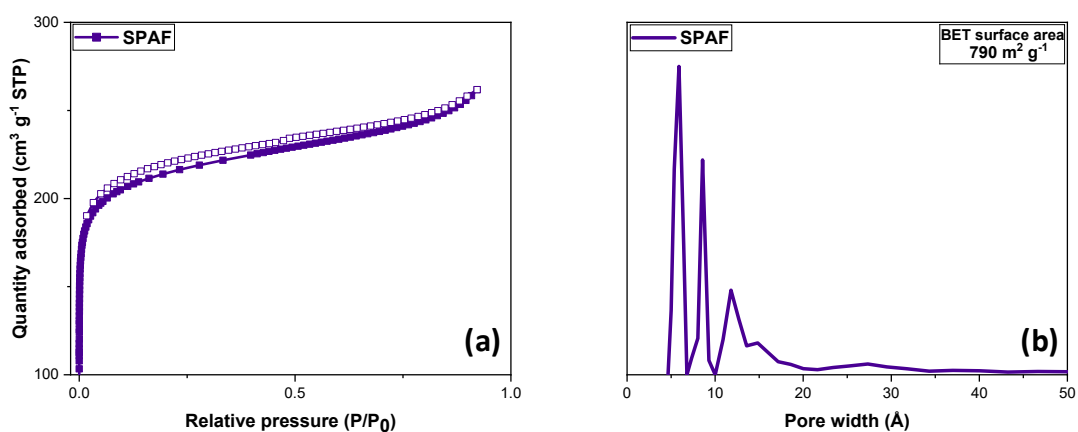 SPAF
300
200
100
Quantity adsorbed (cm³ g⁻¹ STP)
0.0 0.5 1.0
Relative pressure (P/P₀)
(a)
SPAF
BET surface area
790 m² g⁻¹
(b)
0 10 20 30 40 50
Pore width (Å)